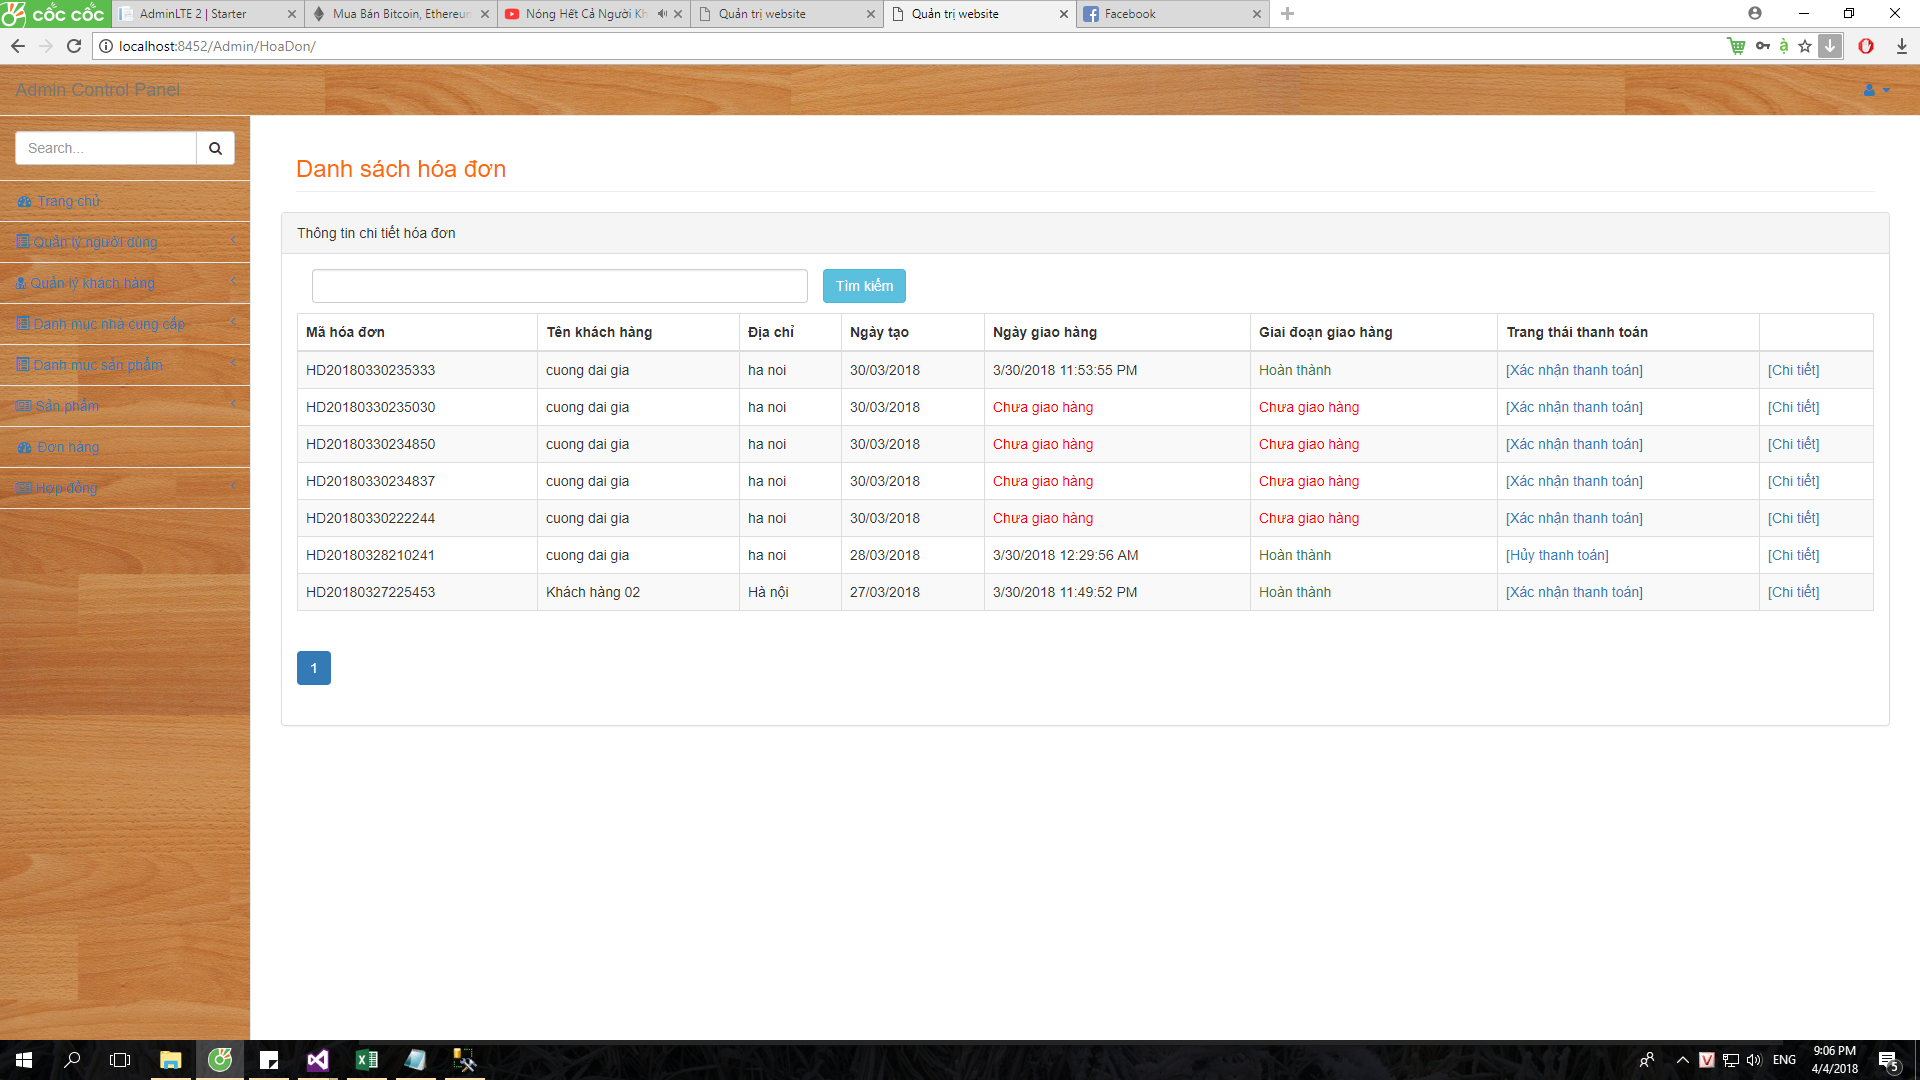 cốc cốc
AdminLTE 2 | Starter
Mua Bán Bitcoin, Ethereun
Nóng Hết Cả Người Kh
Quản trị website
Quản trị website
Facebook
localhost:8452/Admin/HoaDon/
Admin Control Panel
Search...
Trang chủ
Quản lý người dùng
Quản lý khách hàng
Danh mục nhà cung cấp
Danh mục sản phẩm
Sản phẩm
Đơn hàng
Hợp đồng
Danh sách hóa đơn
Thông tin chi tiết hóa đơn
Tìm kiếm
Mã hóa đơn Tên khách hàng Địa chỉ Ngày tạo Ngày giao hàng Giai đoạn giao hàng Trang thái thanh toán
HD20180330235333 cuong dai gia ha noi 30/03/2018 3/30/2018 11:53:55 PM Hoàn thành [Xác nhận thanh toán] [Chi tiết]
HD20180330235030 cuong dai gia ha noi 30/03/2018 Chưa giao hàng Chưa giao hàng [Xác nhận thanh toán] [Chi tiết]
HD20180330234850 cuong dai gia ha noi 30/03/2018 Chưa giao hàng Chưa giao hàng [Xác nhận thanh toán] [Chi tiết]
HD20180330234837 cuong dai gia ha noi 30/03/2018 Chưa giao hàng Chưa giao hàng [Xác nhận thanh toán] [Chi tiết]
HD20180330222244 cuong dai gia ha noi 30/03/2018 Chưa giao hàng Chưa giao hàng [Xác nhận thanh toán] [Chi tiết]
HD20180328210241 cuong dai gia ha noi 28/03/2018 3/30/2018 12:29:56 AM Hoàn thành [Hủy thanh toán] [Chi tiết]
HD20180327225453 Khách hàng 02 Hà nội 27/03/2018 3/30/2018 11:49:52 PM Hoàn thành [Xác nhận thanh toán] [Chi tiết]
1
ENG
9:06 PM
4/4/2018
5